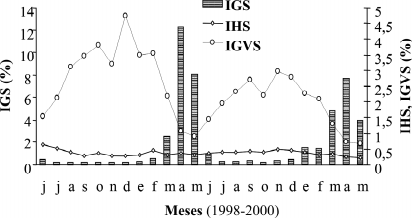 IGS
IHS
IGVS
IGS (%)
14
12
10
8
6
4
2
0
5
4,5
4
3,5
3
2,5
2
1,5
1
0,5
0
IHS, IGVS (%)
j j a s o n d e f m a m j j a s o n d e f m a m
Meses (1998-2000)